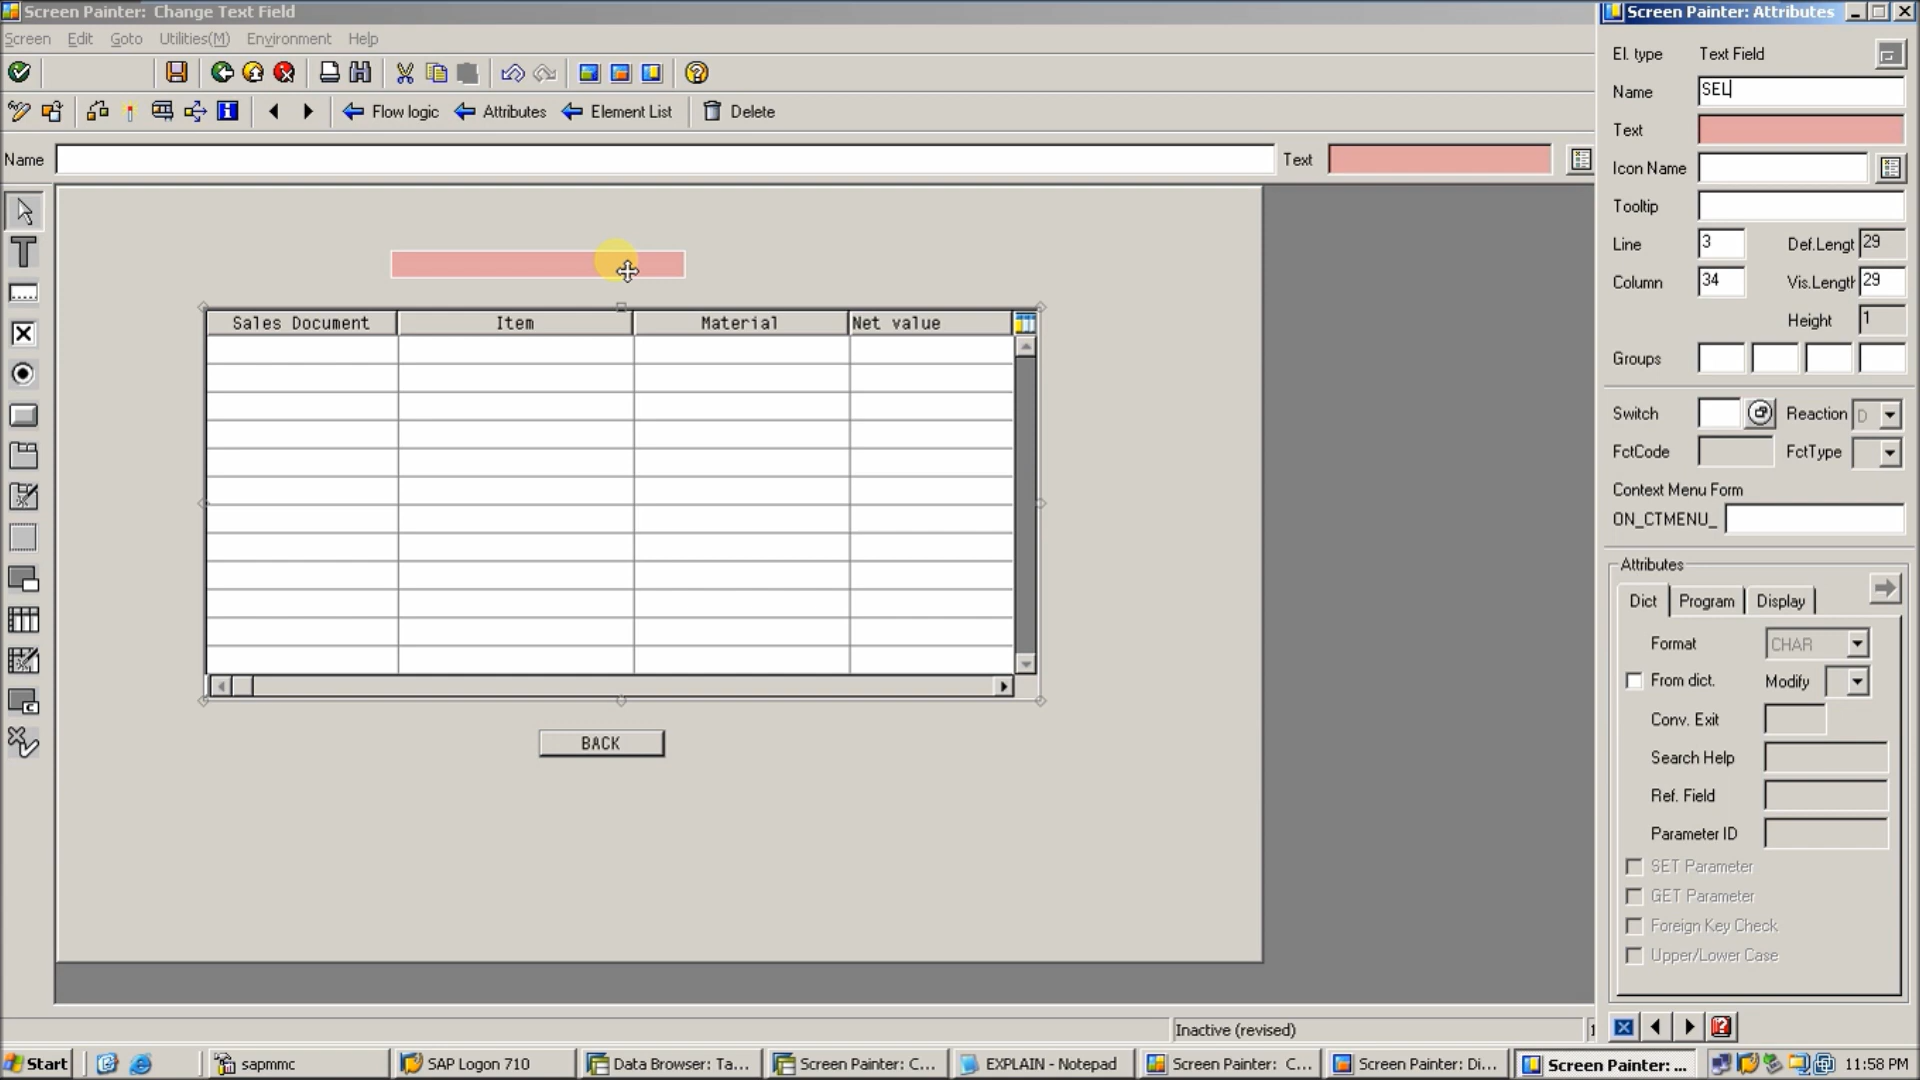 Screen Painter: Change Text Field
Screen Edit Goto Utilities(M) Environment Help
Flow logic Attributes Element List Delete
Name Text
Sales Document Item Material Net value
BACK
Inactive (revised)
Screen Painter: Attributes
El. type Text Field
Name SEL
Text
Icon Name
Tooltip
Line 3 Def.Lengt 29
Column 34 Vis.Length 29
Height 1
Groups
Switch Reaction D
FctCode FctType
Context Menu Form
ON_CTMENU_
Attributes
Dict Program Display
Format CHAR
From dict. Modify
Conv. Exit
Search Help
Ref. Field
Parameter ID
SET Parameter
GET Parameter
Foreign Key Check
Upper/Lower Case
Start sapmmc SAP Logon 710 Data Browser: Ta... Screen Painter: C... EXPLAIN - Notepad Screen Painter: C... Screen Painter: Di... Screen Painter: ... 11:58 PM